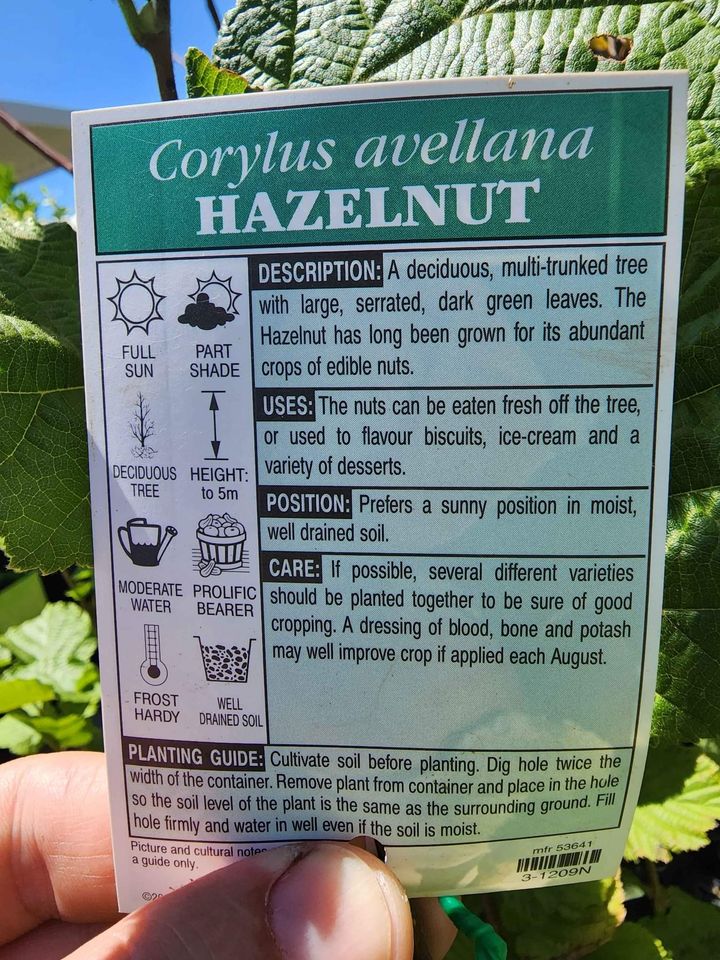 Corylus avellana
HAZELNUT
FULL
SUN
PART
SHADE
DECIDUOUS
TREE
HEIGHT:
to 5m
MODERATE
WATER
PROLIFIC
BEARER
FROST
HARDY
WELL
DRAINED SOIL
DESCRIPTION: A deciduous, multi-trunked tree
with large, serrated, dark green leaves. The
Hazelnut has long been grown for its abundant
crops of edible nuts.
USES: The nuts can be eaten fresh off the tree,
or used to flavour biscuits, ice-cream and a
variety of desserts.
POSITION: Prefers a sunny position in moist,
well drained soil.
CARE: If possible, several different varieties
should be planted together to be sure of good
cropping. A dressing of blood, bone and potash
may well improve crop if applied each August.
PLANTING GUIDE: Cultivate soil before planting. Dig hole twice the
width of the container. Remove plant from container and place in the hole
so the soil level of the plant is the same as the surrounding ground. Fill
hole firmly and water in well even if the soil is moist.
Picture and cultural notes
a guide only.
mfr 53641
3-1209N